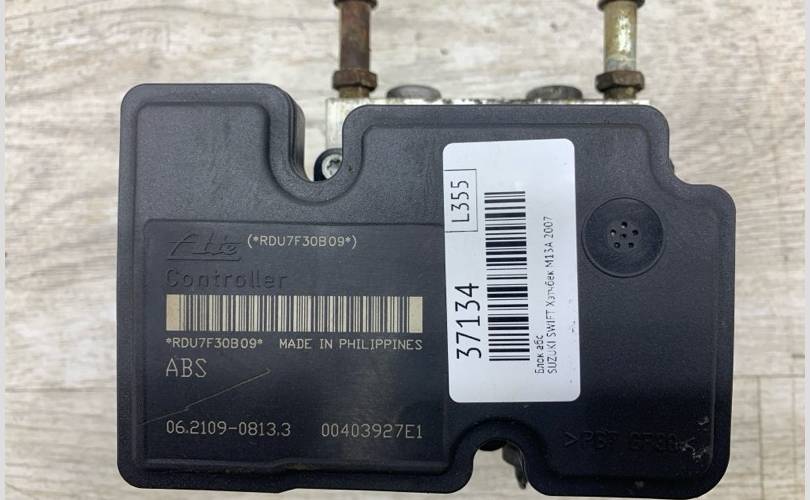 Ate (*RDU7F30B09*)
Controller
*RDU7F30B09* MADE IN PHILIPPINES
ABS
06.2109-0813.3 00403927E1
L355
37134
Блок абс
SUZUKI SWIFT Хэтчбек M13A 2007